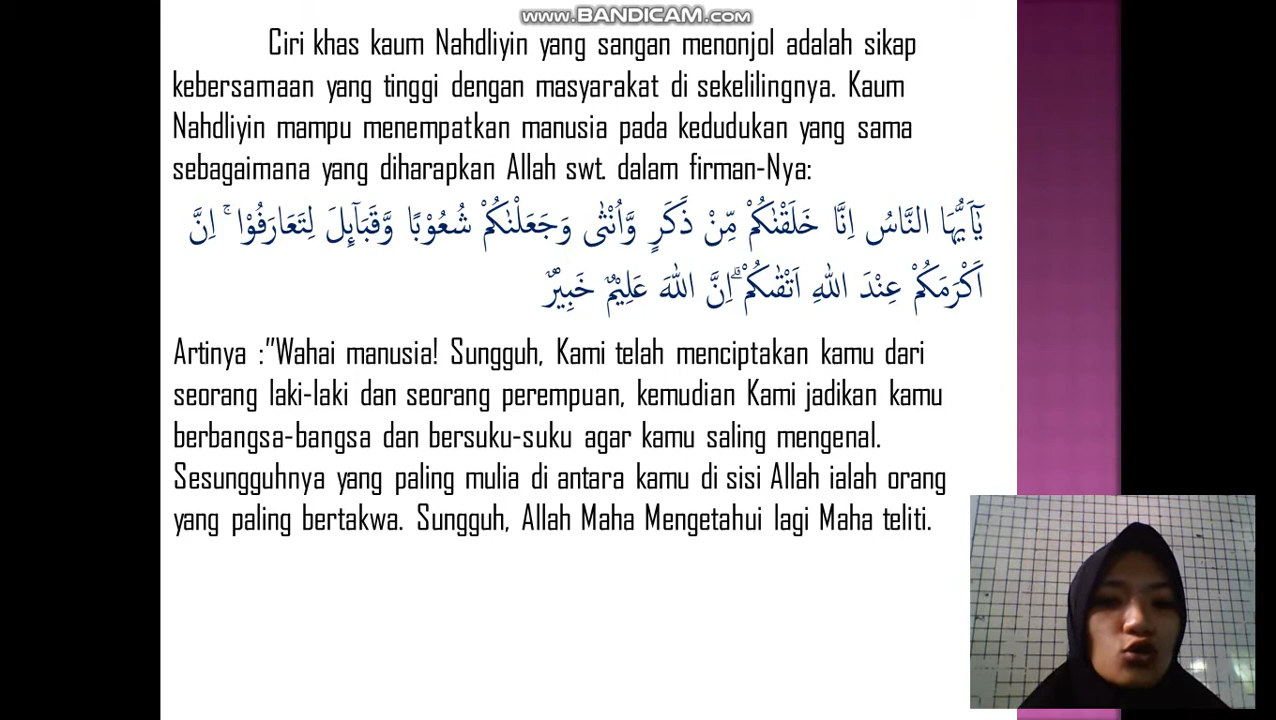 www.BANDICAM.com
Ciri khas kaum Nahdliyin yang sangan menonjol adalah sikap
kebersamaan yang tinggi dengan masyarakat di sekelilingnya. Kaum
Nahdliyin mampu menempatkan manusia pada kedudukan yang sama
sebagaimana yang diharapkan Allah swt. dalam firman-Nya:
يٰٓاَيُّهَا النَّاسُ اِنَّا خَلَقْنٰكُمْ مِّنْ ذَكَرٍ وَّاُنْثٰى وَجَعَلْنٰكُمْ شُعُوْبًا وَّقَبَاۤىِٕلَ لِتَعَارَفُوْا ۚ اِنَّ
اَكْرَمَكُمْ عِنْدَ اللّٰهِ اَتْقٰىكُمْ ۗاِنَّ اللّٰهَ عَلِيْمٌ خَبِيْرٌ
Artinya :"Wahai manusia! Sungguh, Kami telah menciptakan kamu dari
seorang laki-laki dan seorang perempuan, kemudian Kami jadikan kamu
berbangsa-bangsa dan bersuku-suku agar kamu saling mengenal.
Sesungguhnya yang paling mulia di antara kamu di sisi Allah ialah orang
yang paling bertakwa. Sungguh, Allah Maha Mengetahui lagi Maha teliti.